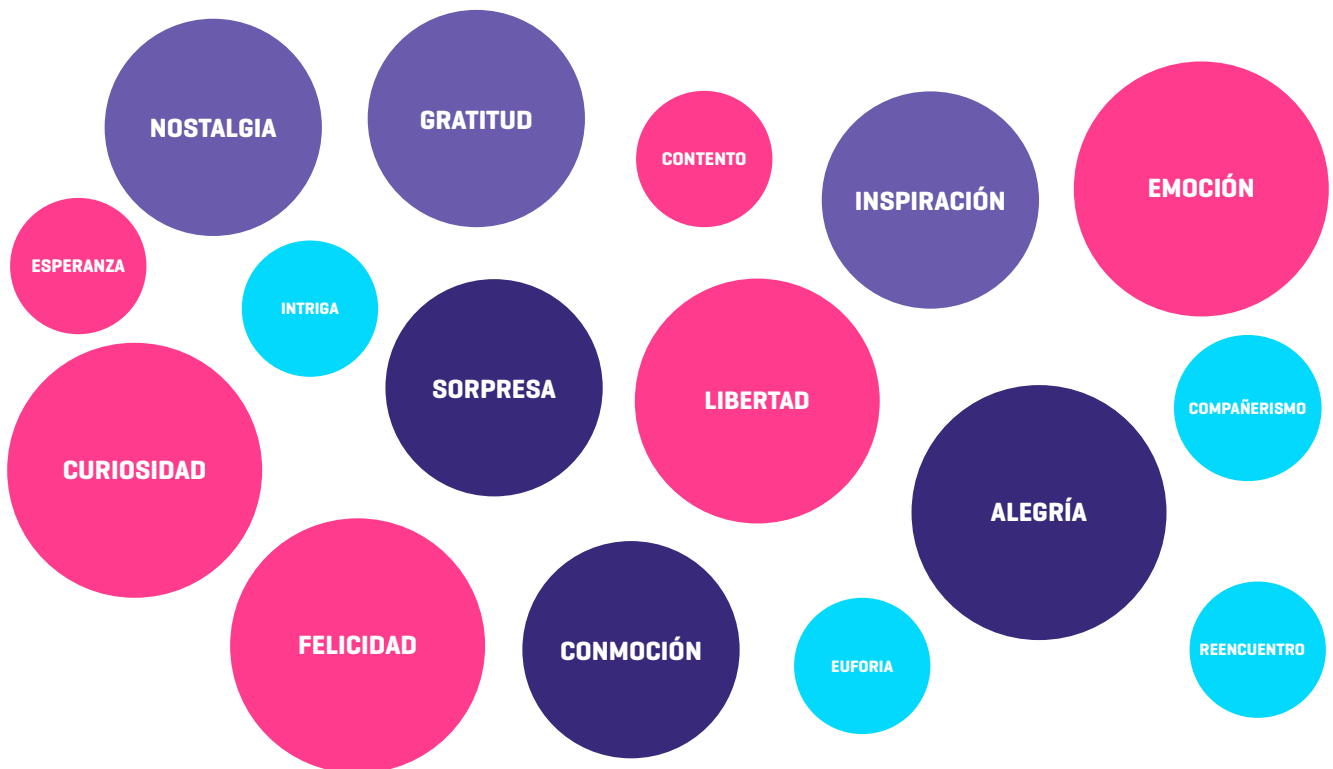 NOSTALGIA
GRATITUD
CONTENTO
INSPIRACIÓN
EMOCIÓN
ESPERANZA
INTRIGA
SORPRESA
LIBERTAD
COMPAÑERISMO
CURIOSIDAD
ALEGRÍA
FELICIDAD
CONMOCIÓN
EUFORIA
REENCUENTRO